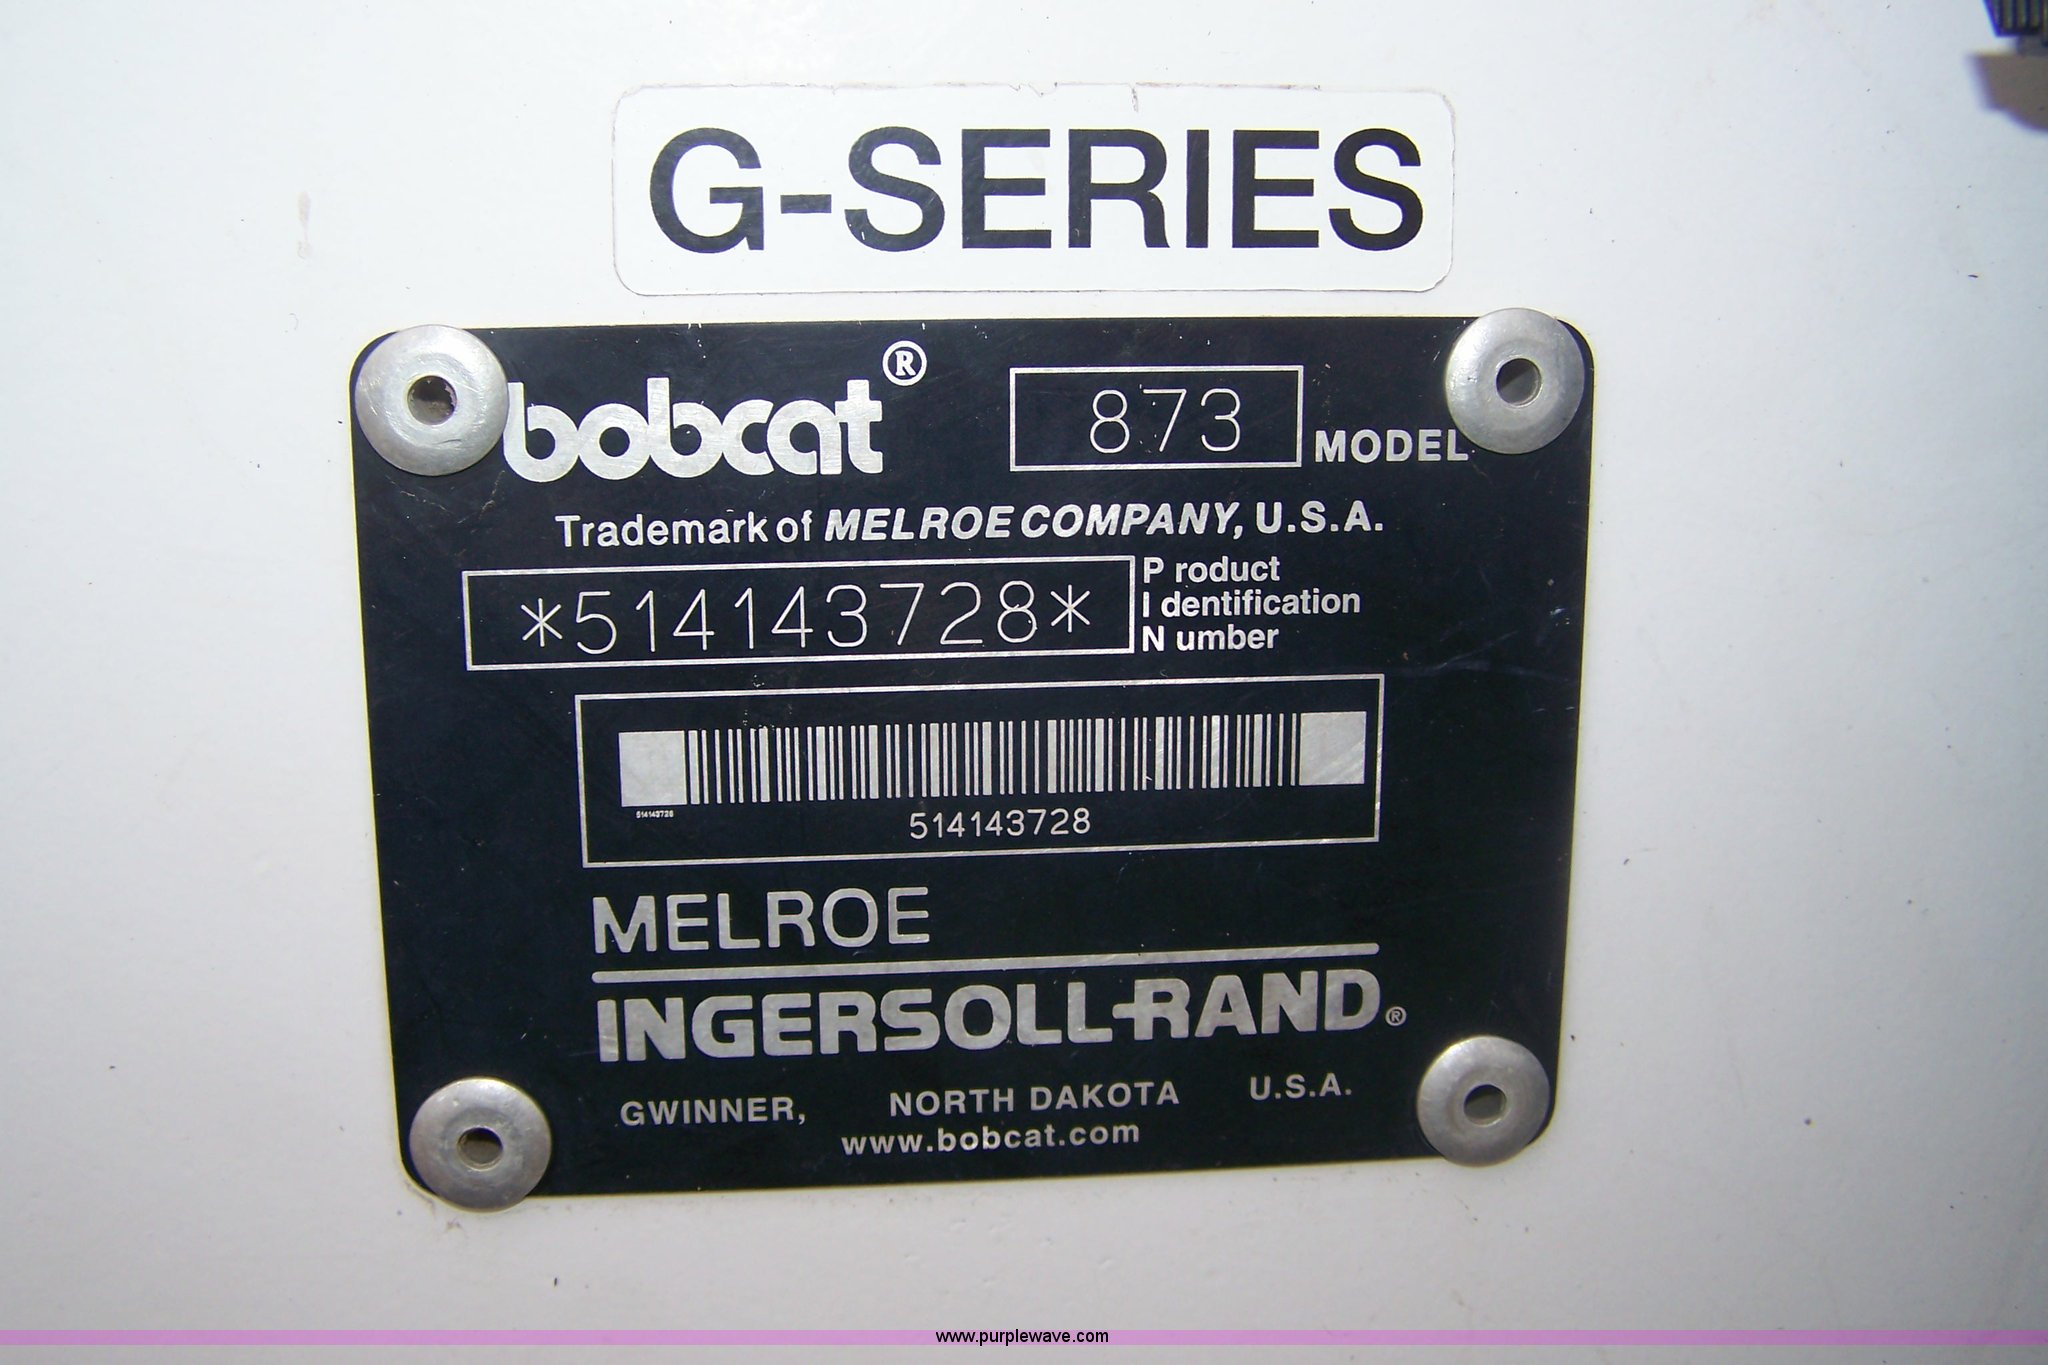 G-SERIES
bobcat®
873 MODEL
Trademark of MELROE COMPANY, U.S.A.
*514143728*
P roduct
I dentification
N umber
514143728
514143728
MELROE
INGERSOLL-RAND®
GWINNER, NORTH DAKOTA U.S.A.
www.bobcat.com
www.purplewave.com